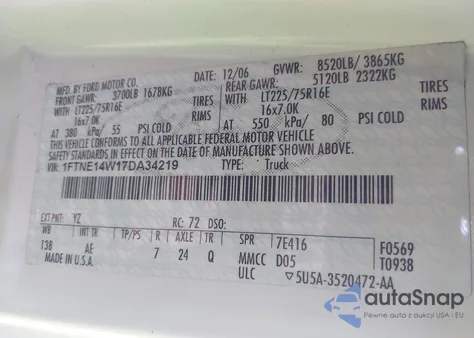 MFD. BY FORD MOTOR CO. DATE: 12/06 GVWR: 8520LB/ 3865KG
FRONT GAWR: 3700LB 1678KG REAR GAWR: 5120LB 2322KG
WITH LT225/75R16E TIRES WITH LT225/75R16E TIRES
16x7.0K RIMS 16x7.0K RIMS
AT 380 kPa/ 55 PSI COLD AT 550 kPa/ 80 PSI COLD
THIS VEHICLE CONFORMS TO ALL APPLICABLE FEDERAL MOTOR VEHICLE
SAFETY AND THEFT PREVENTION STANDARDS IN EFFECT ON THE DATE OF MANUFACTURE SHOWN ABOVE.
VIN: 1FTNE14W17DA34219 TYPE: Truck
EXT PNT: YZ RC: 72 DSO:
WB INT TR TP/PS R AXLE TR SPR 7E416 F0569
138 AE 7 24 Q MMCC D05 T0938
MADE IN U.S.A. ULC ▽5U5A-3520472-AA
autoSnap
Pewne auta z aukcji USA i EU